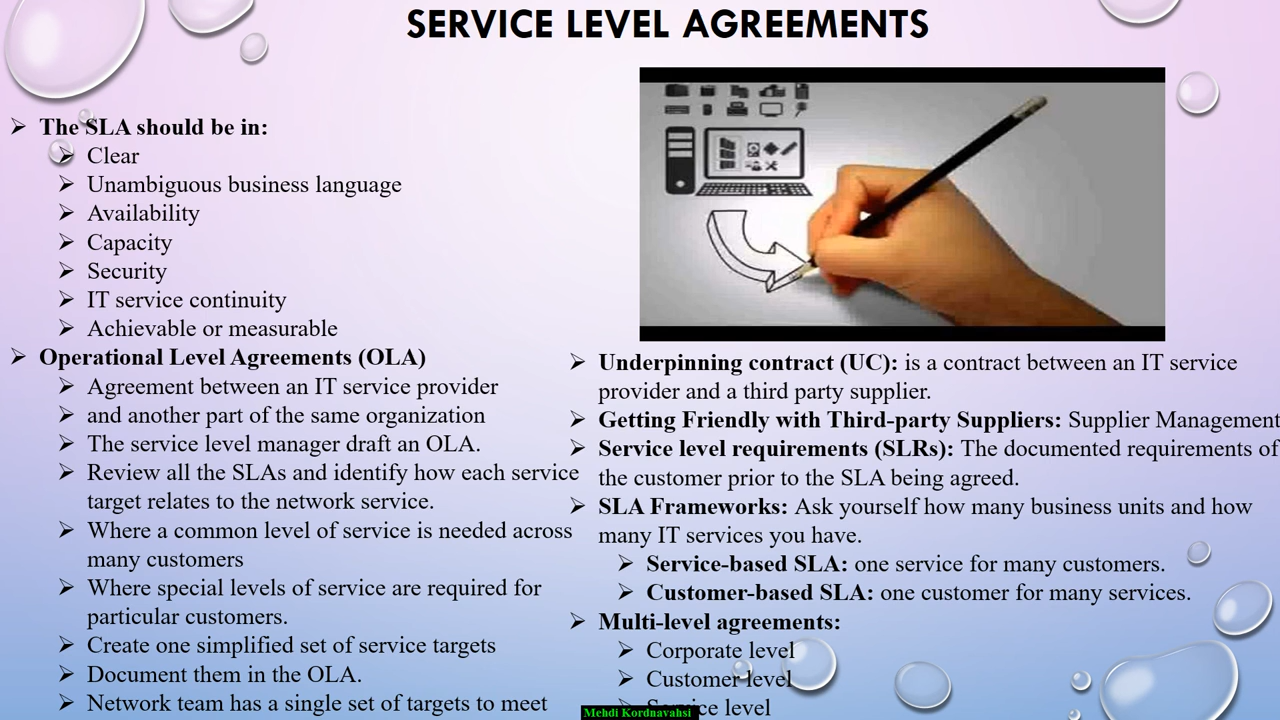 SERVICE LEVEL AGREEMENTS
The SLA should be in:
Clear
Unambiguous business language
Availability
Capacity
Security
IT service continuity
Achievable or measurable
Operational Level Agreements (OLA)
Agreement between an IT service provider
and another part of the same organization
The service level manager draft an OLA.
Review all the SLAs and identify how each service
target relates to the network service.
Where a common level of service is needed across
many customers
Where special levels of service are required for
particular customers.
Create one simplified set of service targets
Document them in the OLA.
Network team has a single set of targets to meet
Underpinning contract (UC): is a contract between an IT service
provider and a third party supplier.
Getting Friendly with Third-party Suppliers: Supplier Management
Service level requirements (SLRs): The documented requirements of
the customer prior to the SLA being agreed.
SLA Frameworks: Ask yourself how many business units and how
many IT services you have.
Service-based SLA: one service for many customers.
Customer-based SLA: one customer for many services.
Multi-level agreements:
Corporate level
Customer level
Service level
Mehdi Kordnavahsi